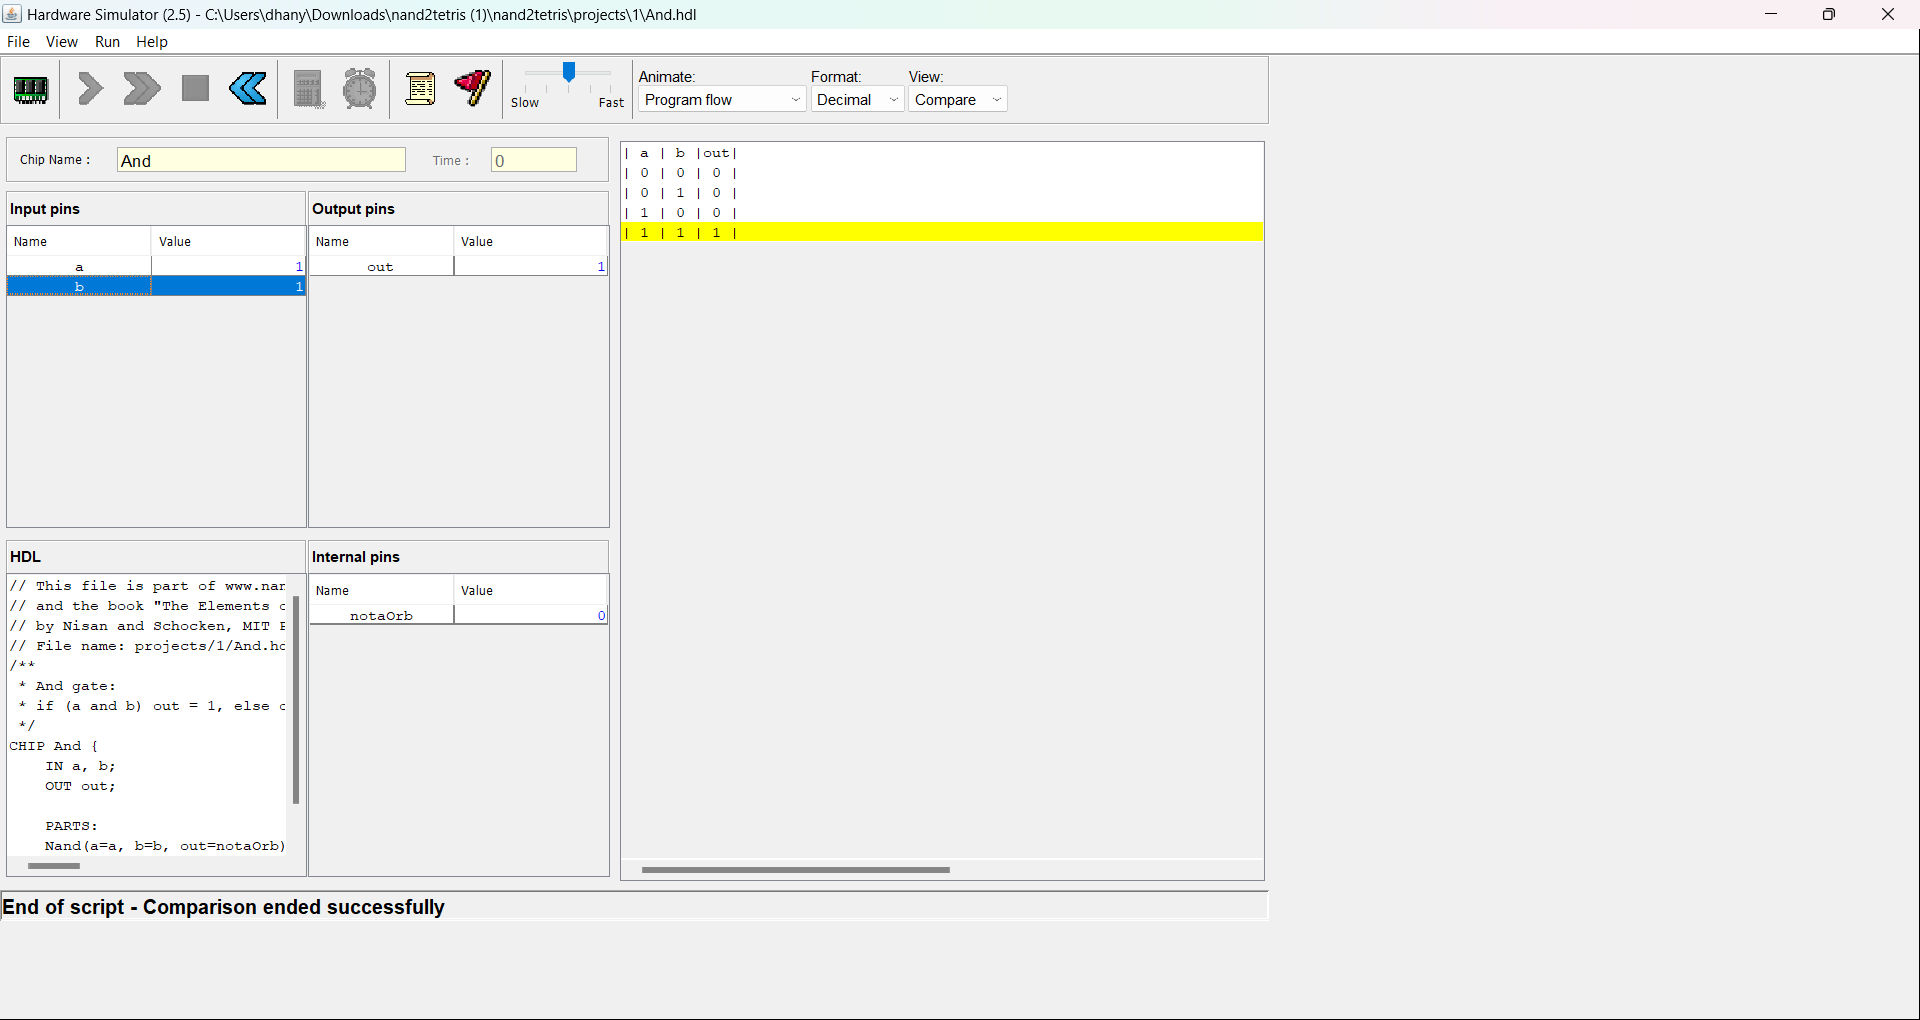 Hardware Simulator (2.5) - C:\Users\dhany\Downloads\nand2tetris (1)\nand2tetris\projects\1\And.hdl
File View Run Help
Slow Fast
Animate: Format: View:
Program flow Decimal Compare
Chip Name : And Time : 0
Input pins
Name Value
a 1
b 1
Output pins
Name Value
out 1
HDL
// This file is part of www.nan
// and the book "The Elements o
// by Nisan and Schocken, MIT P
// File name: projects/1/And.hd
/**
* And gate:
* if (a and b) out = 1, else o
*/
CHIP And {
IN a, b;
OUT out;
PARTS:
Nand(a=a, b=b, out=notaOrb)
Internal pins
Name Value
notaOrb 0
| a | b |out|
| 0 | 0 | 0 |
| 0 | 1 | 0 |
| 1 | 0 | 0 |
| 1 | 1 | 1 |
End of script - Comparison ended successfully